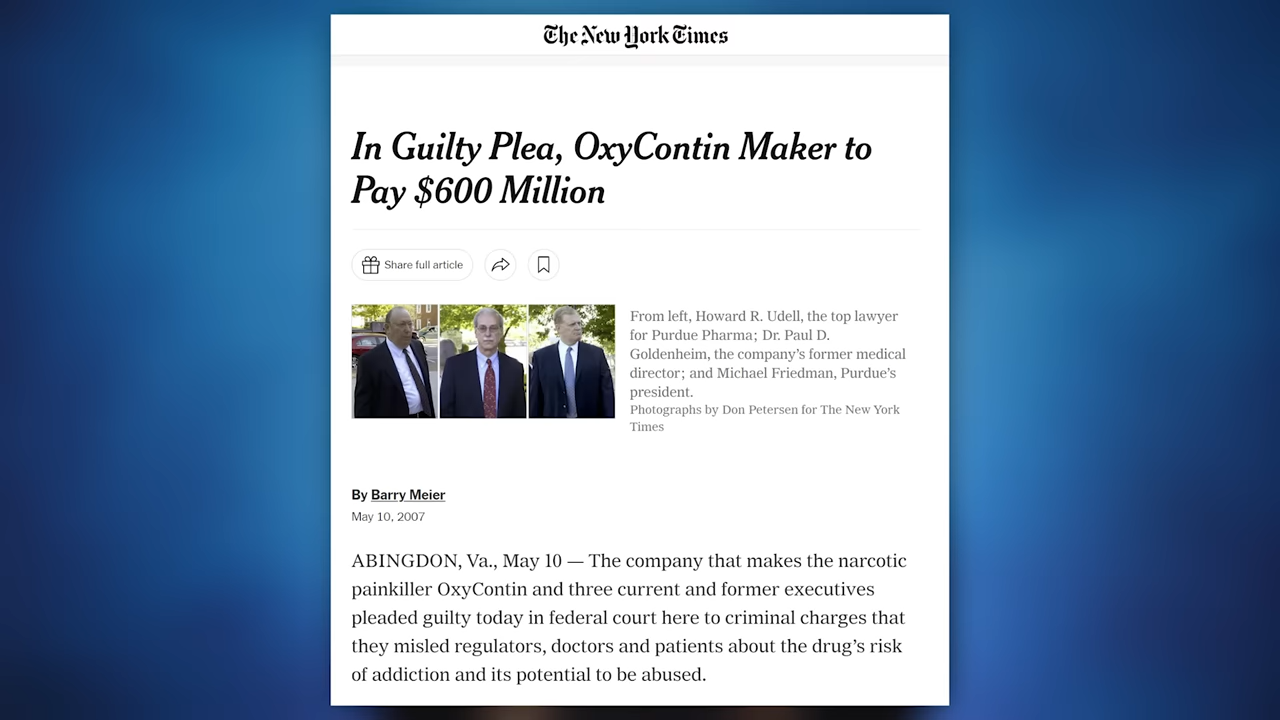 The New York Times
In Guilty Plea, OxyContin Maker to
Pay $600 Million
Share full article
From left, Howard R. Udell, the top lawyer
for Purdue Pharma; Dr. Paul D.
Goldenheim, the company’s former medical
director; and Michael Friedman, Purdue’s
president.
Photographs by Don Petersen for The New York
Times
By Barry Meier
May 10, 2007
ABINGDON, Va., May 10 — The company that makes the narcotic
painkiller OxyContin and three current and former executives
pleaded guilty today in federal court here to criminal charges that
they misled regulators, doctors and patients about the drug’s risk
of addiction and its potential to be abused.